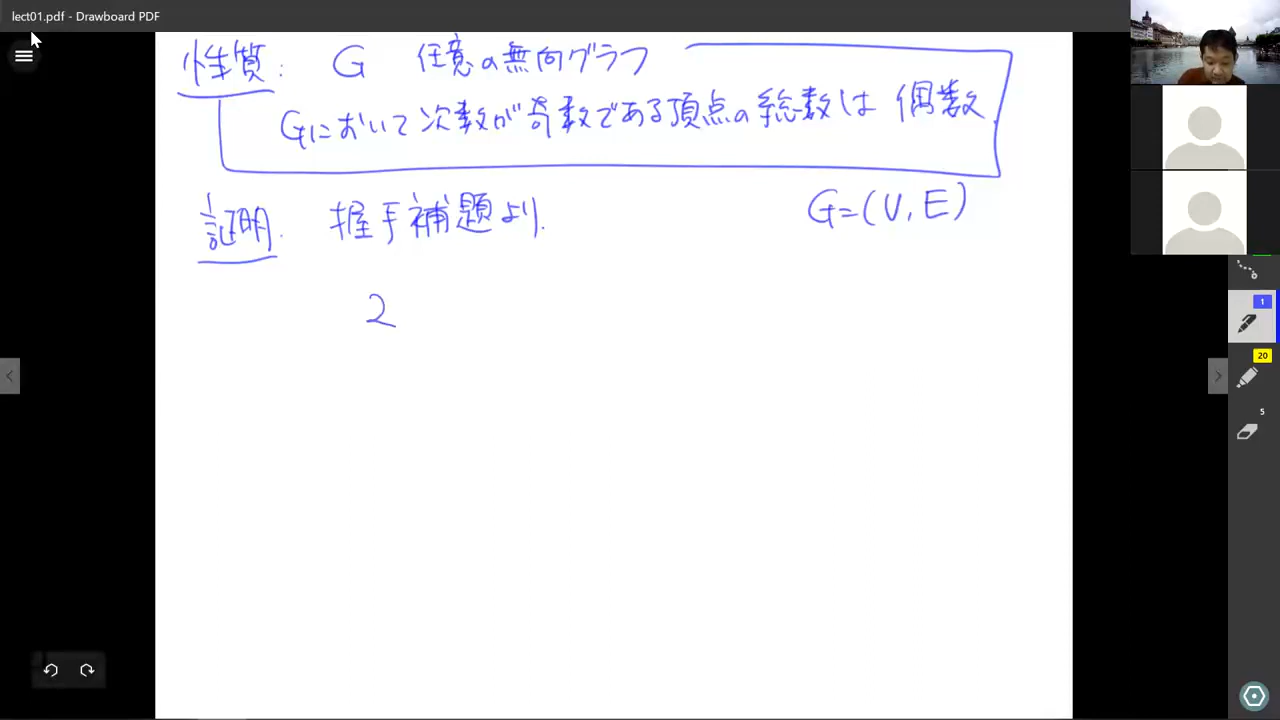 lect01.pdf - Drawboard PDF
性質: G 任意の無向グラフ
Gにおいて次数が奇数である頂点の総数は 偶数.
証明. 握手補題より. G=(V, E)
2
1
20
5